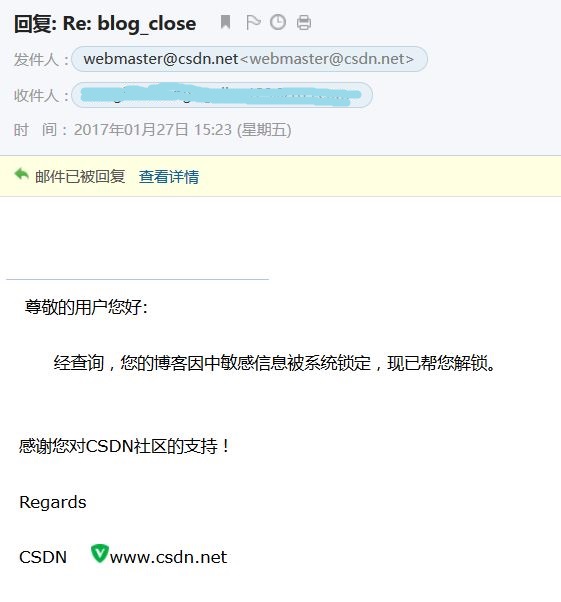 回复: Re: blog_close
发件人：webmaster@csdn.net<webmaster@csdn.net>
收件人：
时 间：2017年01月27日 15:23 (星期五)
邮件已被回复 查看详情
尊敬的用户您好:
经查询，您的博客因中敏感信息被系统锁定，现已帮您解锁。
感谢您对CSDN社区的支持！
Regards
CSDN www.csdn.net